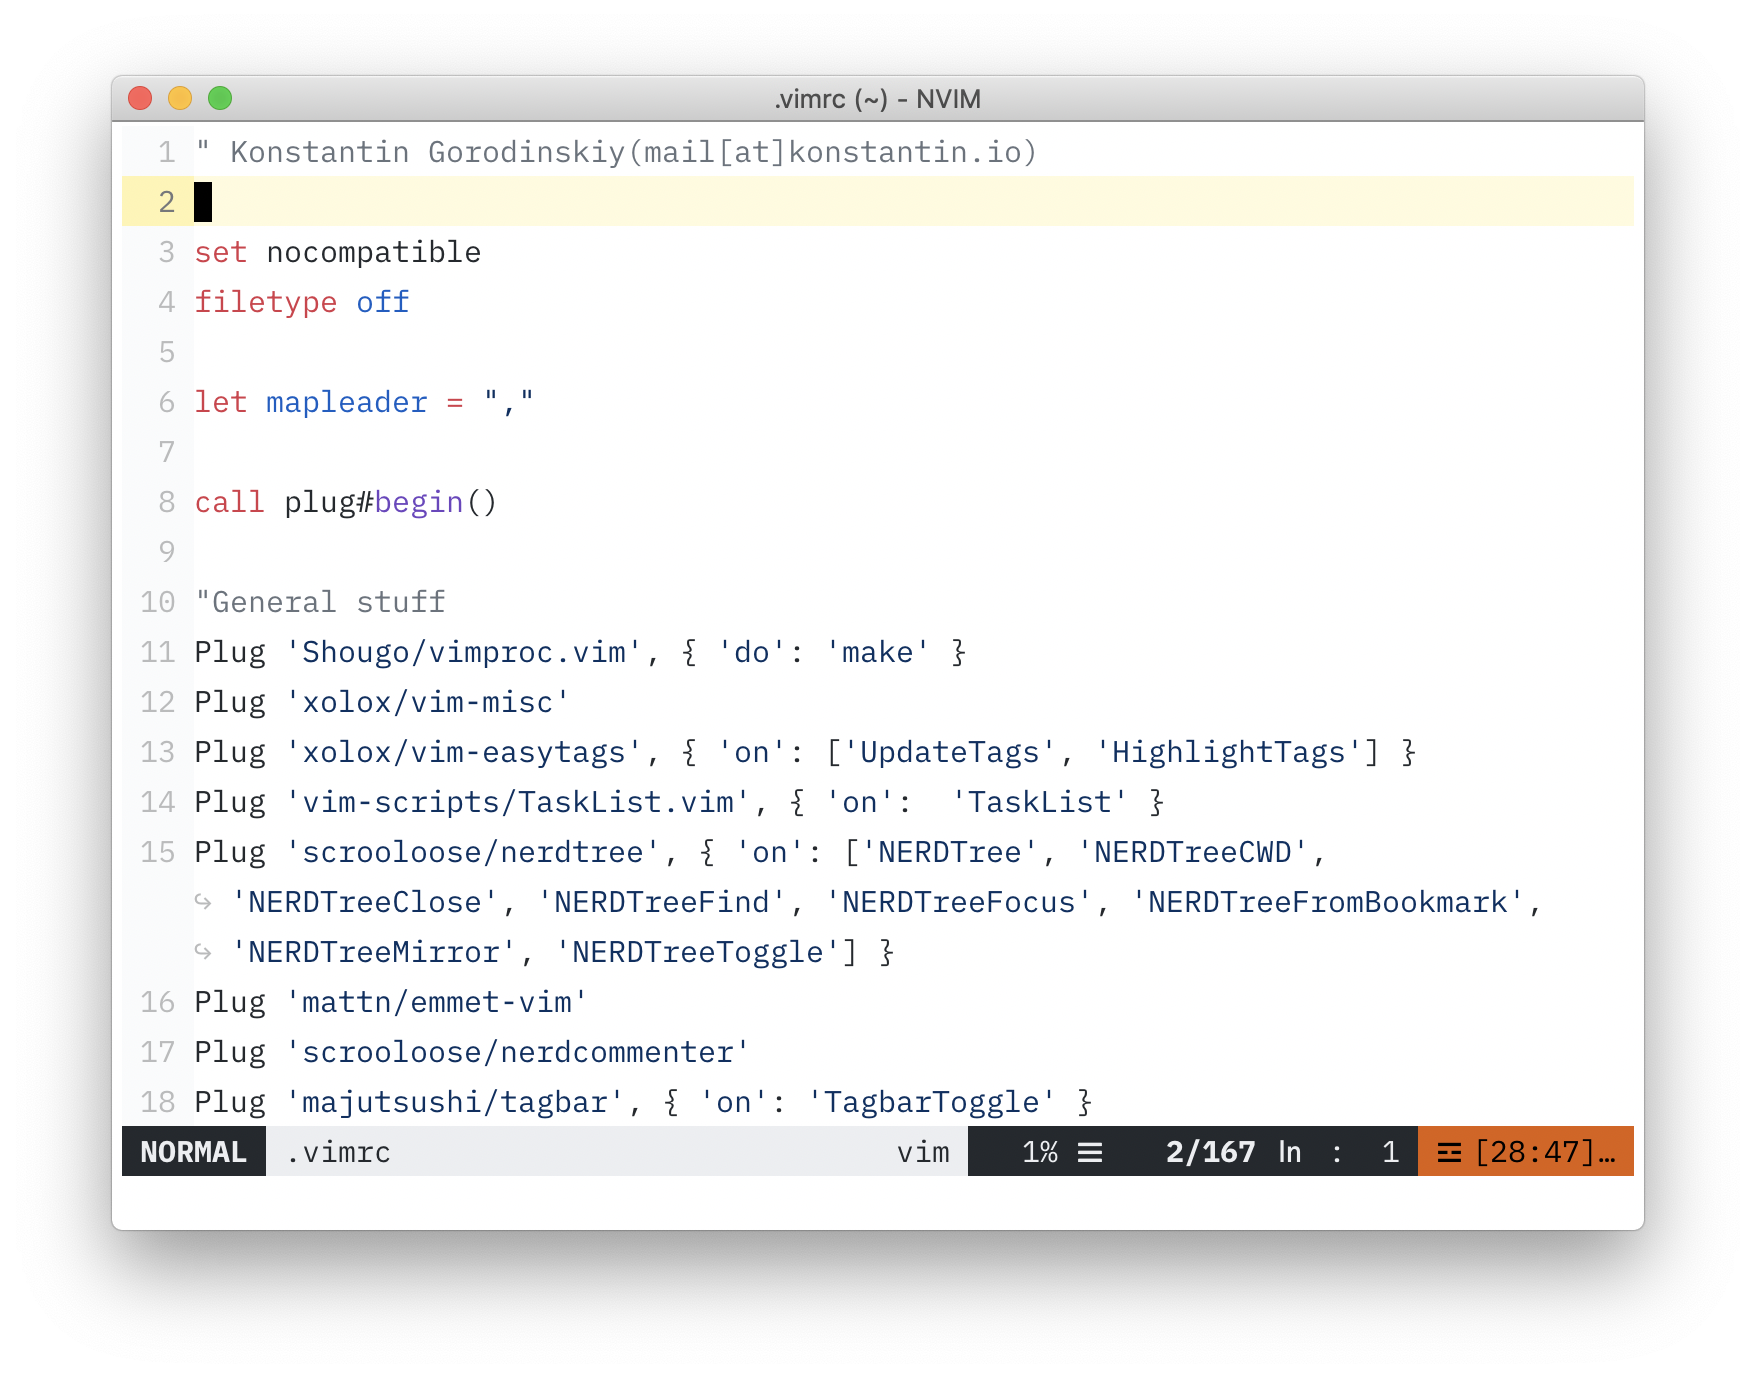 .vimrc (~) - NVIM
1 " Konstantin Gorodinskiy(mail[at]konstantin.io)
2
3 set nocompatible
4 filetype off
5
6 let mapleader = ","
7
8 call plug#begin()
9
10 "General stuff
11 Plug 'Shougo/vimproc.vim', { 'do': 'make' }
12 Plug 'xolox/vim-misc'
13 Plug 'xolox/vim-easytags', { 'on': ['UpdateTags', 'HighlightTags'] }
14 Plug 'vim-scripts/TaskList.vim', { 'on':  'TaskList' }
15 Plug 'scrooloose/nerdtree', { 'on': ['NERDTree', 'NERDTreeCWD',
↪ 'NERDTreeClose', 'NERDTreeFind', 'NERDTreeFocus', 'NERDTreeFromBookmark',
↪ 'NERDTreeMirror', 'NERDTreeToggle'] }
16 Plug 'mattn/emmet-vim'
17 Plug 'scrooloose/nerdcommenter'
18 Plug 'majutsushi/tagbar', { 'on': 'TagbarToggle' }
NORMAL .vimrc vim 1% ☰ 2/167 ln : 1 ☲ [28:47]…